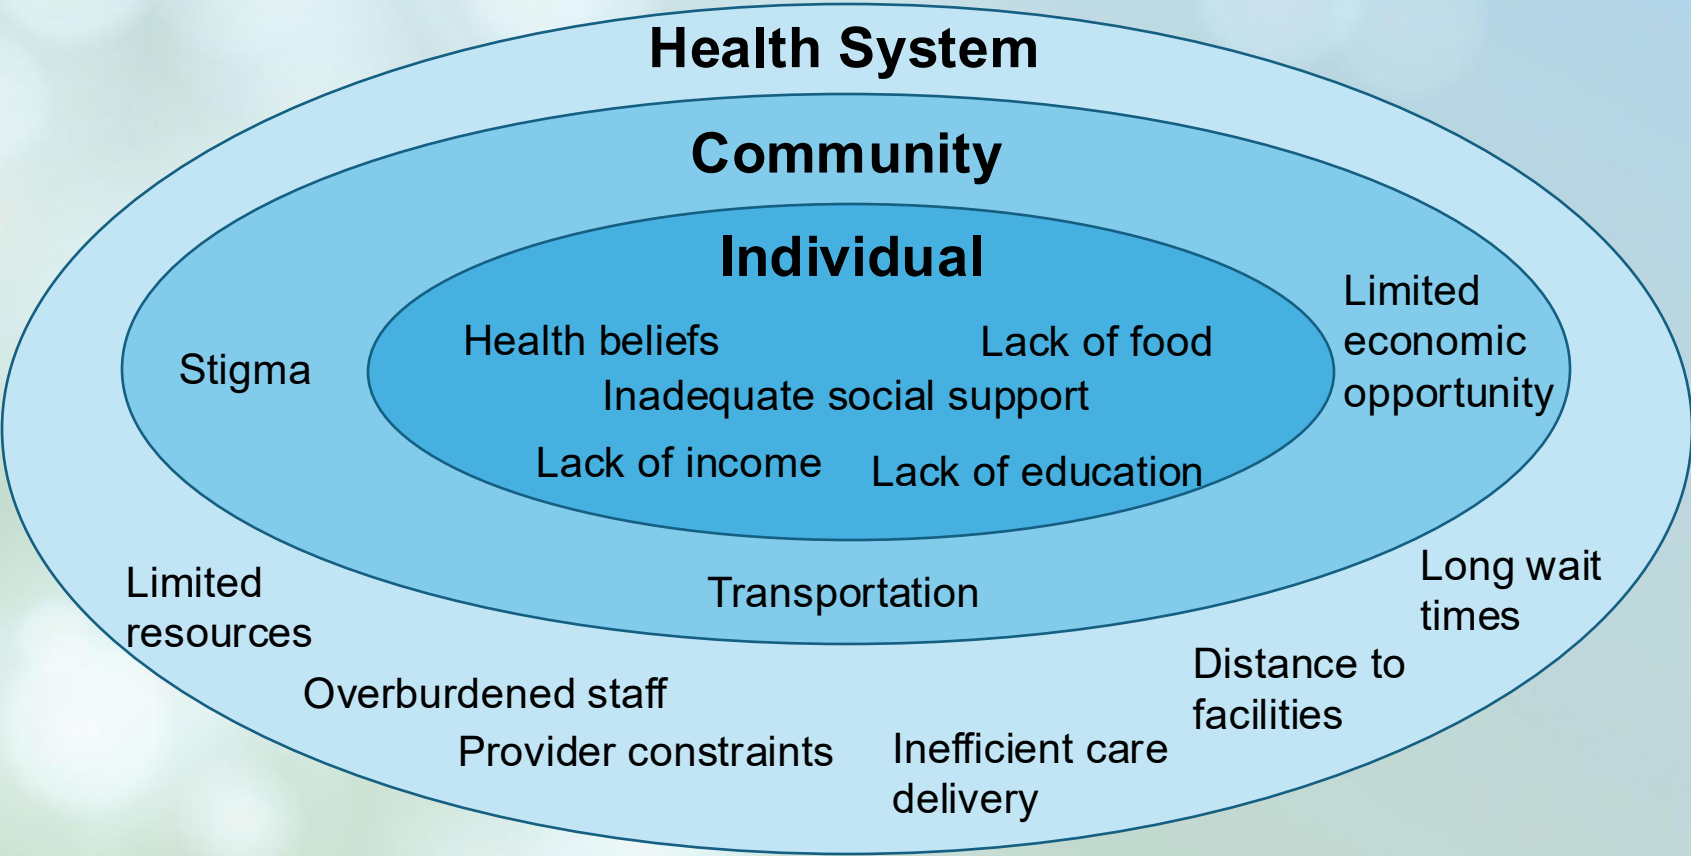 Health System
Community
Individual
Health beliefs
Lack of food
Inadequate social support
Lack of income
Lack of education
Stigma
Limited
economic
opportunity
Transportation
Limited
resources
Overburdened staff
Provider constraints
Inefficient care
delivery
Distance to
facilities
Long wait
times